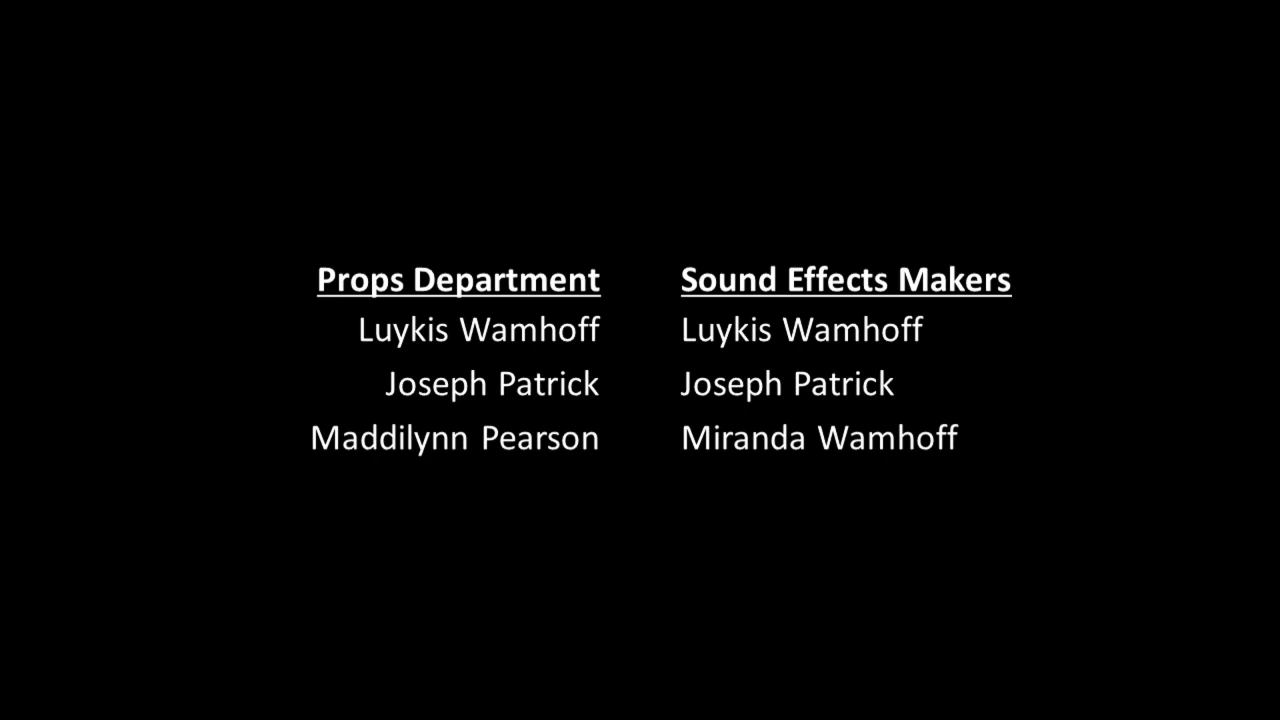 Props Department
Luykis Wamhoff
Joseph Patrick
Maddilynn Pearson
Sound Effects Makers
Luykis Wamhoff
Joseph Patrick
Miranda Wamhoff